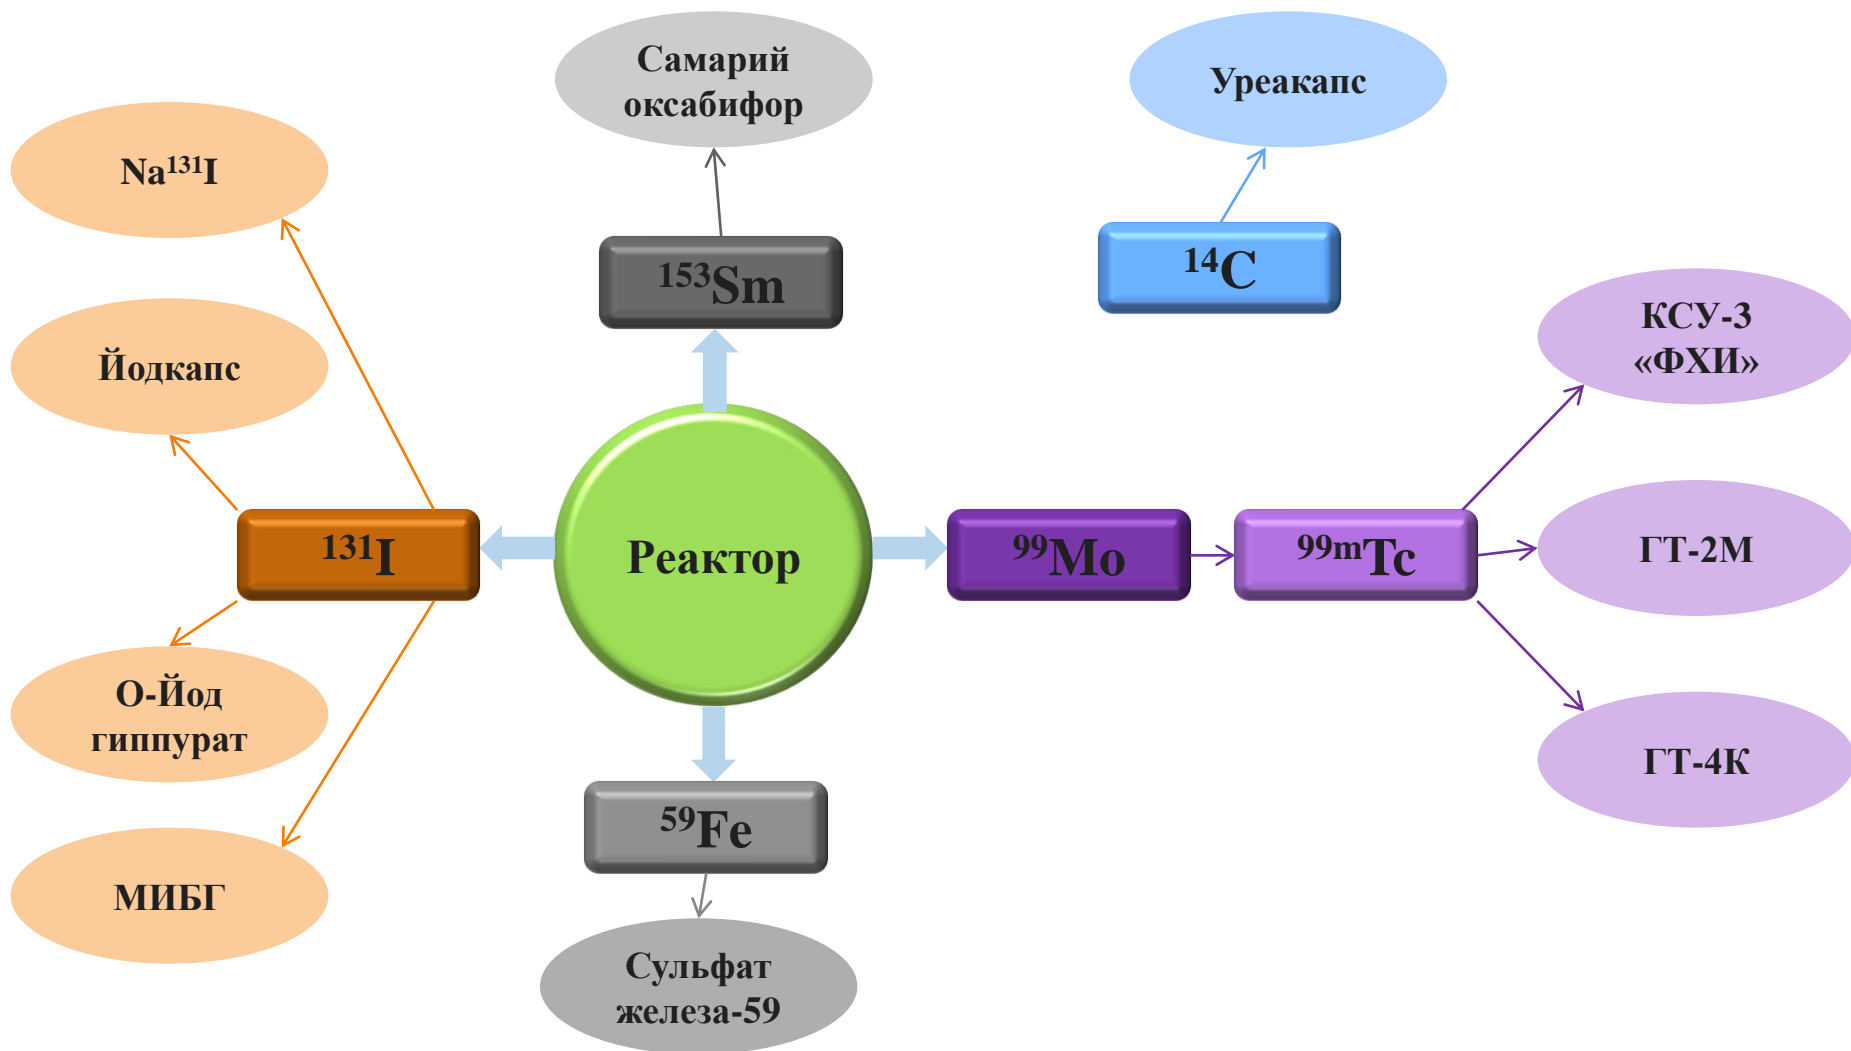 Самарий
оксабифор
Уреакапс
Na¹³¹I
¹⁵³Sm
¹⁴C
КСУ-3
«ФХИ»
Йодкапс
¹³¹I
Реактор
⁹⁹Mo
⁹⁹ᵐTc
ГТ-2М
О-Йод
гиппурат
ГТ-4К
⁵⁹Fe
МИБГ
Сульфат
железа-59